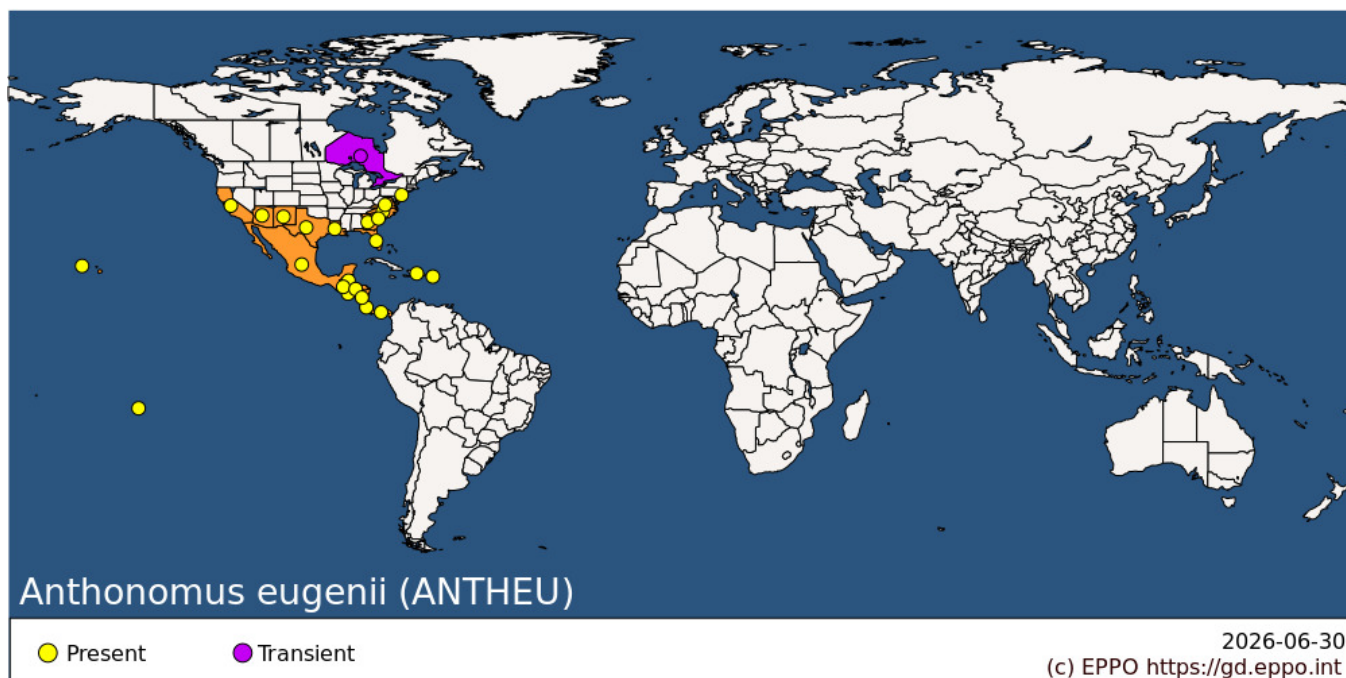 Anthonomus eugenii (ANTHEU)
Present
Transient
2026-06-30
(c) EPPO https://gd.eppo.int